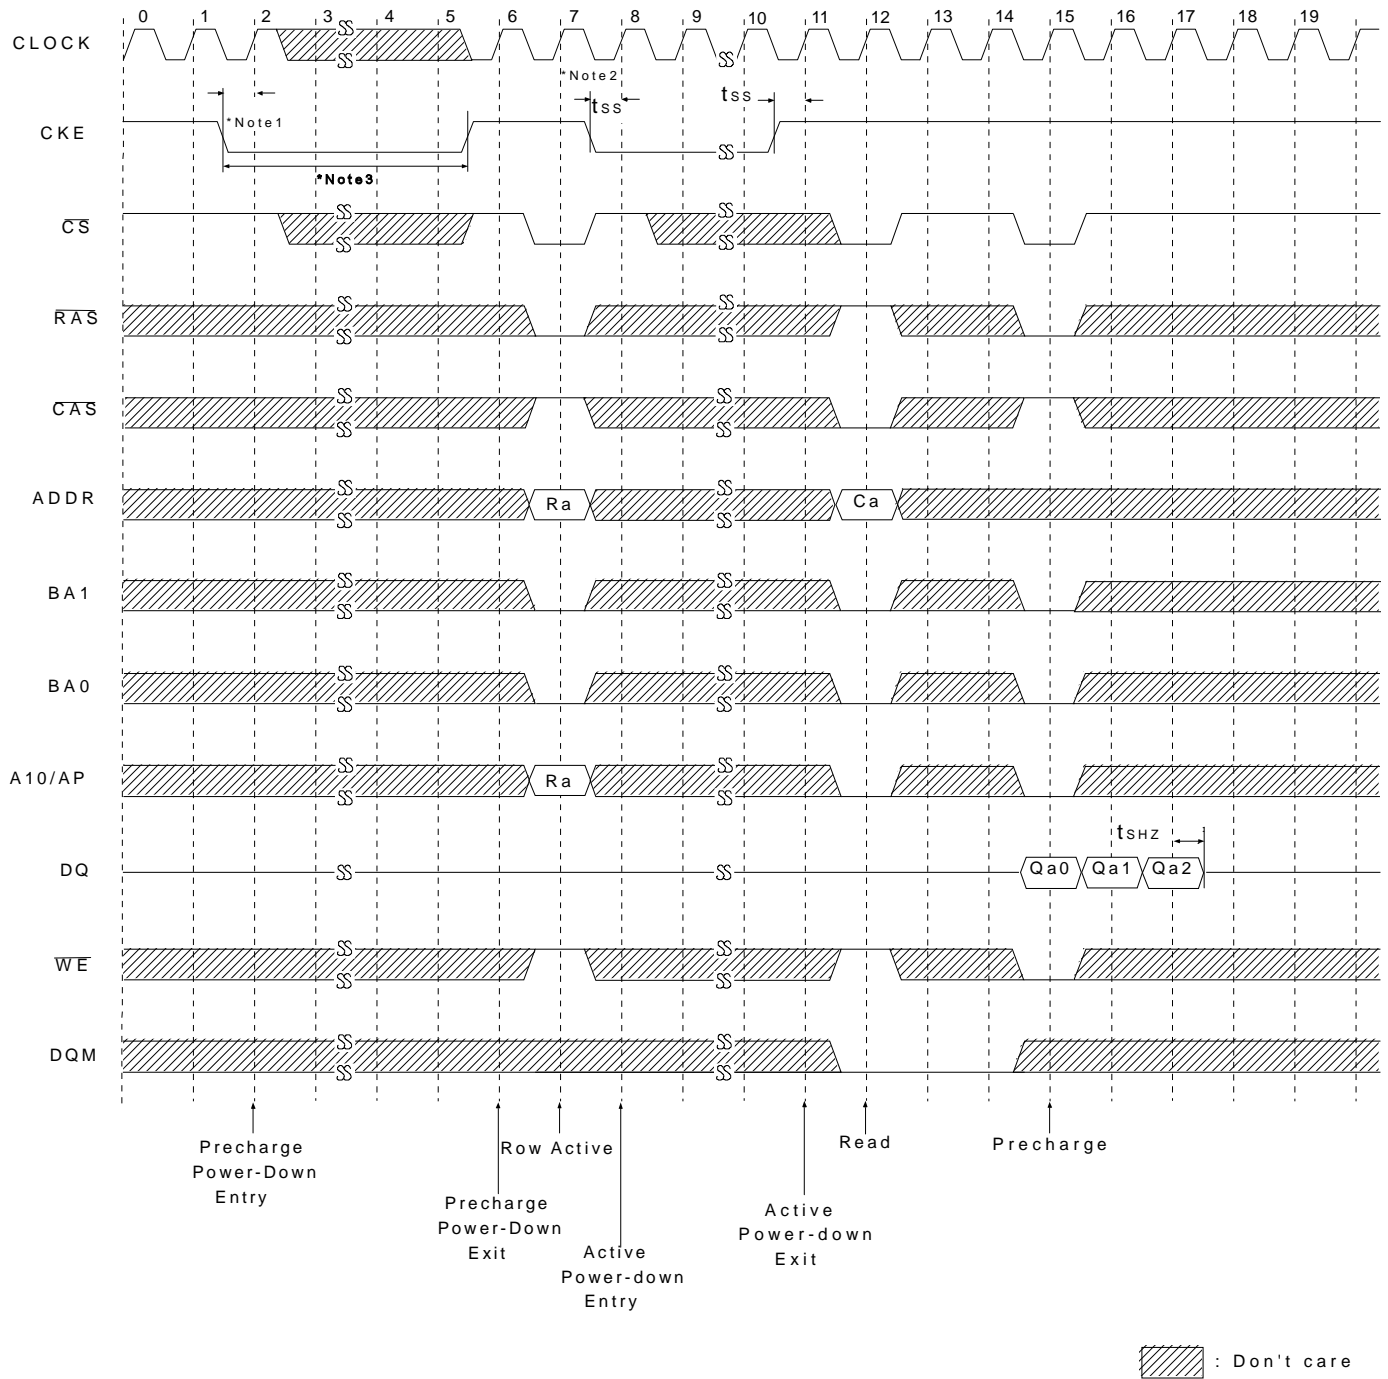 0 1 2 3 4 5 6 7 8 9 10 11 12 13 14 15 16 17 18 19
CLOCK
*Note2
tSS
tSS
*Note1
CKE
*Note3
CS
RAS
CAS
ADDR
Ra
Ca
BA1
BA0
A10/AP
Ra
tSHZ
DQ
Qa0 Qa1 Qa2
WE
DQM
Precharge
Power-Down
Entry
Row Active
Read
Precharge
Precharge
Power-Down
Exit
Active
Power-down
Exit
Active
Power-down
Entry
: Don't care